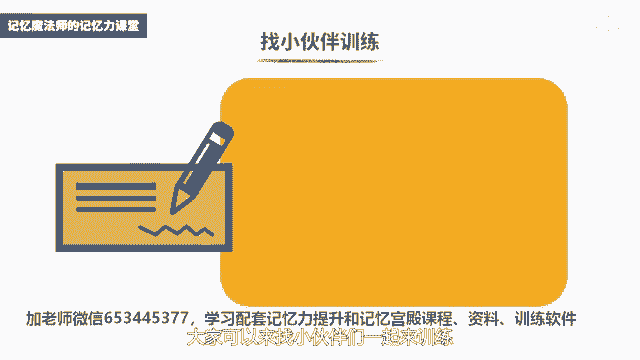 记忆魔法师的记忆力课堂
找小伙伴训练
加老师微信653445377，学习配套记忆力提升和记忆宫殿课程、资料、训练软件
大家可以来找小伙伴们一起来训练